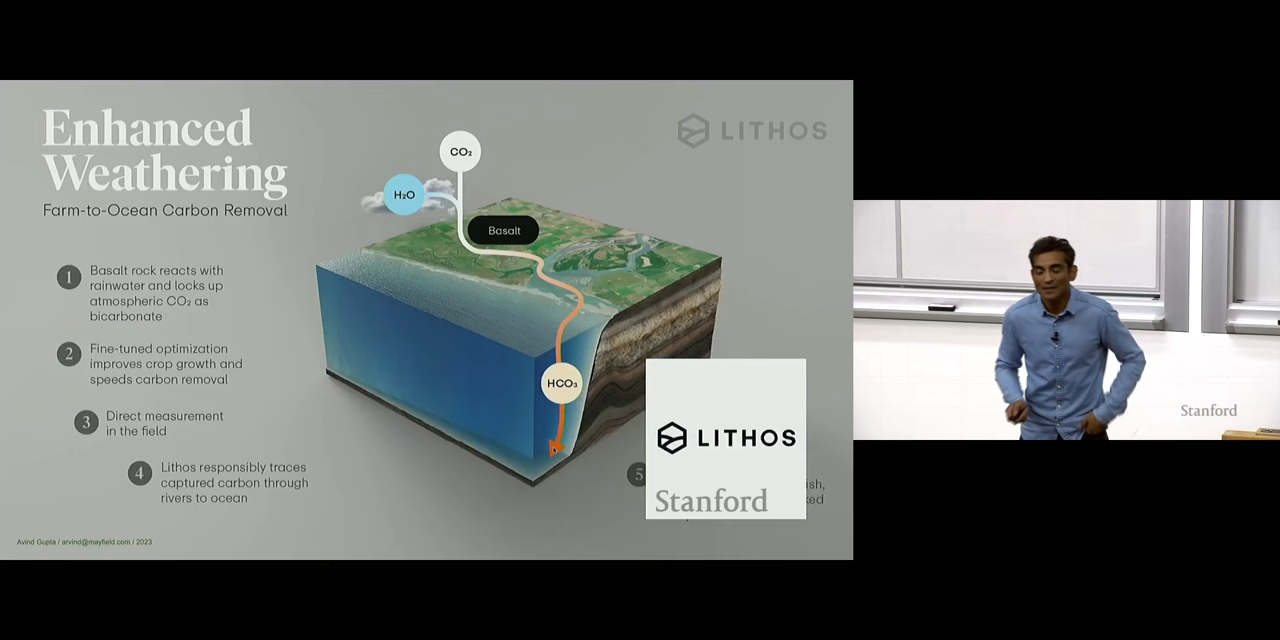 Enhanced
Weathering
Farm-to-Ocean Carbon Removal
LITHOS
CO₂
H₂O
Basalt
1
Basalt rock reacts with
rainwater and locks up
atmospheric CO₂ as
bicarbonate
2
Fine-tuned optimization
improves crop growth and
speeds carbon removal
3
Direct measurement
in the field
4
Lithos responsibly traces
captured carbon through
rivers to ocean
HCO₃
5
LITHOS
Stanford
Avind Gupta / arvind@mayfield.com / 2023
Stanford